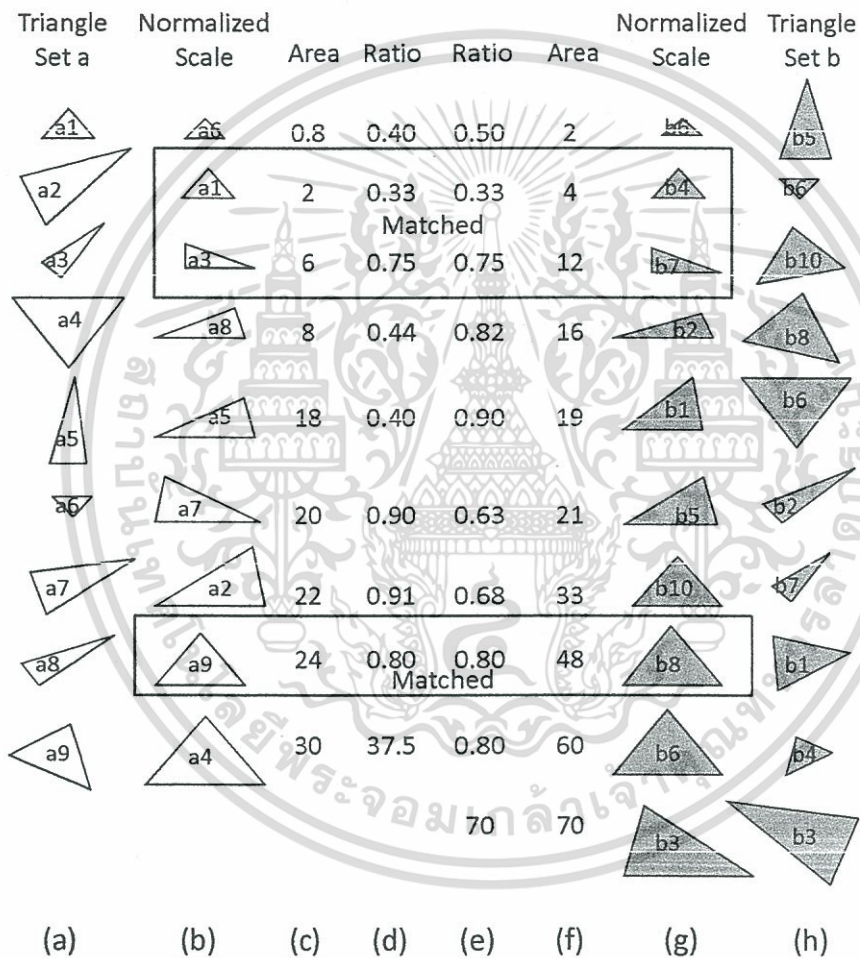 Triangle Normalized Normalized Triangle
Set a Scale Area Ratio Ratio Area Scale Set b
a1 a6 0.8 0.40 0.50 2 b6 b5
a2 a1 2 0.33 0.33 4 b4 b6
Matched
a3 a3 6 0.75 0.75 12 b7 b10
a4 a8 8 0.44 0.82 16 b2 b8
a5 a5 18 0.40 0.90 19 b1 b6
a6 a7 20 0.90 0.63 21 b5 b2
a7 a2 22 0.91 0.68 33 b10 b7
a8 a9 24 0.80 0.80 48 b8 b1
Matched
a9 a4 30 37.5 0.80 60 b6 b4
70 70 b3 b3
(a) (b) (c) (d) (e) (f) (g) (h)